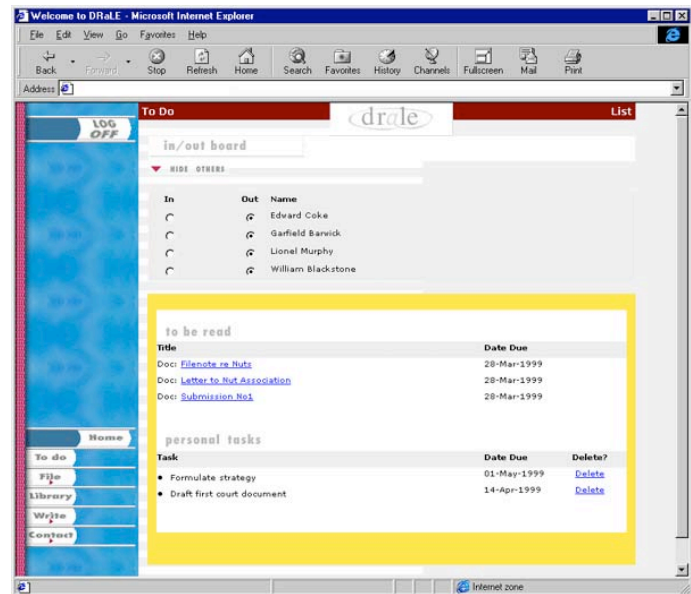 Welcome to DRaLE - Microsoft Internet Explorer
File Edit View Go Favorites Help
Back Forward Stop Refresh Home Search Favorites History Channels Fullscreen Mail Print
Address
To Do drale List
LOG OFF
in/out board
HIDE OTHERS
In Out Name
Edward Coke
Garfield Barwick
Lionel Murphy
William Blackstone
to be read
Title Date Due
Doc: Filenote re Nuts 28-Mar-1999
Doc: Letter to Nut Association 28-Mar-1999
Doc: Submission No1 28-Mar-1999
Home
personal tasks
To do
Task Date Due Delete?
File
• Formulate strategy 01-May-1999 Delete
Library
• Draft first court document 14-Apr-1999 Delete
Write
Contact
Internet zone